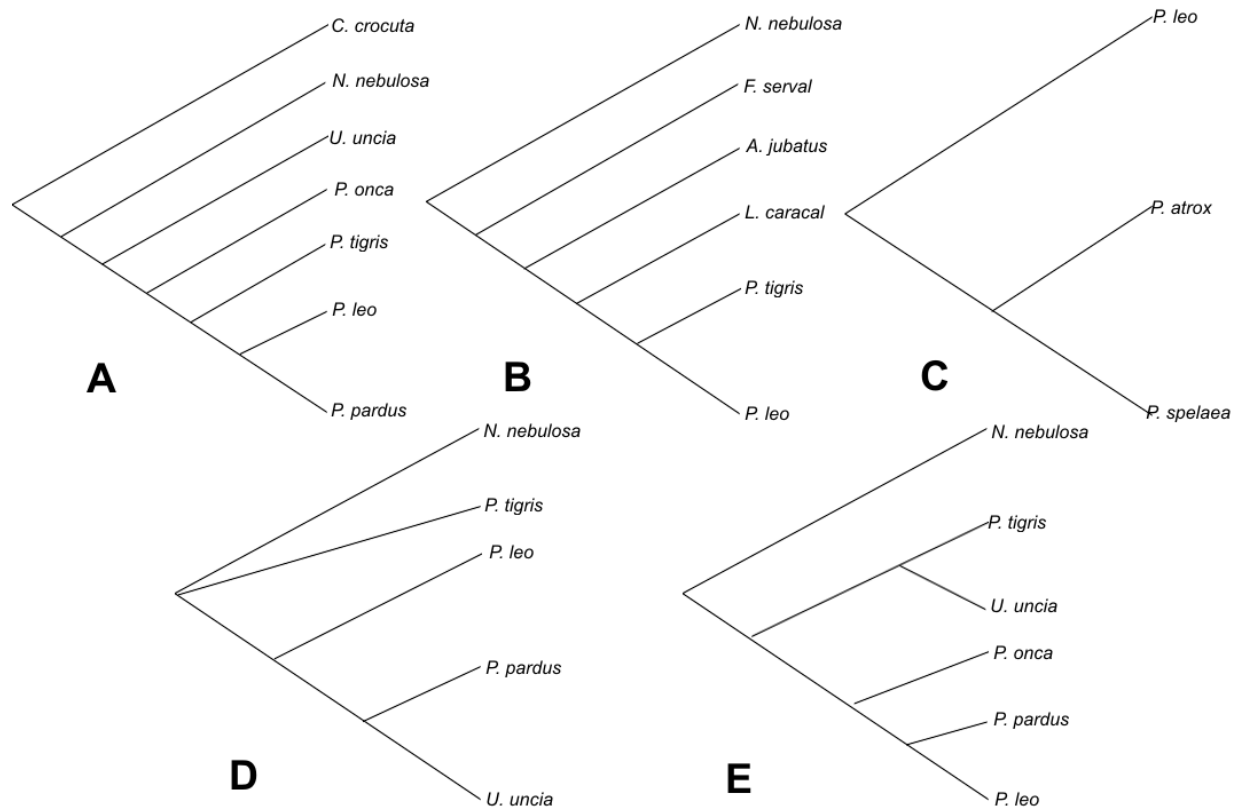 C. crocuta
N. nebulosa
U. uncia
P. onca
P. tigris
P. leo
P. pardus
A
N. nebulosa
F. serval
A. jubatus
L. caracal
P. tigris
P. leo
B
P. leo
P. atrox
P. spelaea
C
N. nebulosa
P. tigris
P. leo
P. pardus
U. uncia
D
N. nebulosa
P. tigris
U. uncia
P. onca
P. pardus
P. leo
E